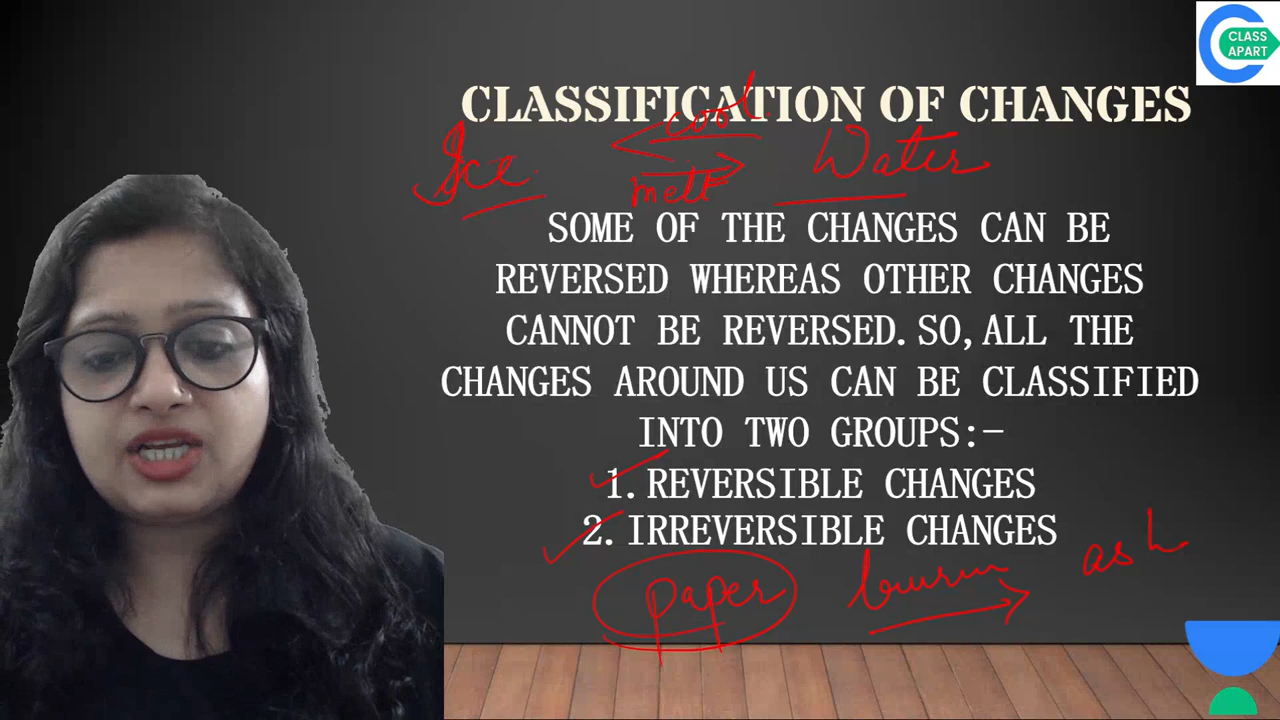 CLASS
APART
CLASSIFICATION OF CHANGES
cool
Ice Water
melt
SOME OF THE CHANGES CAN BE
REVERSED WHEREAS OTHER CHANGES
CANNOT BE REVERSED. SO, ALL THE
CHANGES AROUND US CAN BE CLASSIFIED
INTO TWO GROUPS:-
1. REVERSIBLE CHANGES
2. IRREVERSIBLE CHANGES
paper burn ash